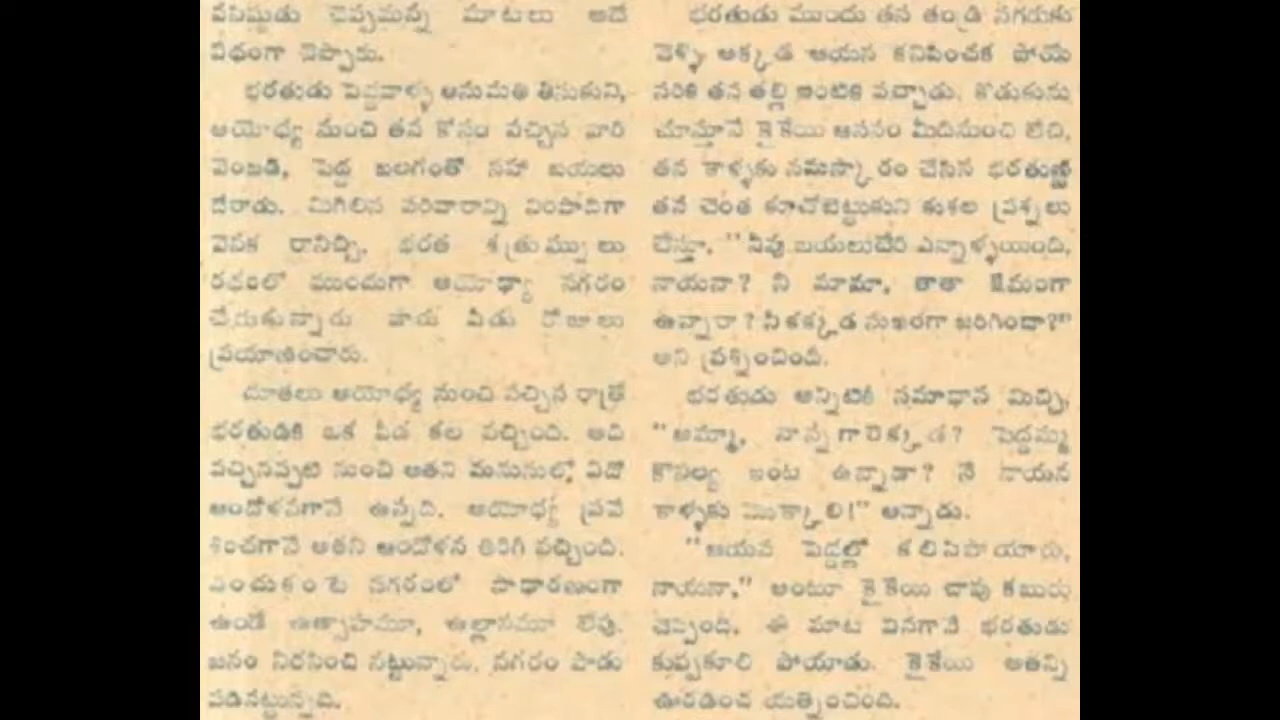 వసిష్ఠుడు చెప్పమన్న మాటలు అదే
విధంగా చెప్పారు.
భరతుడు పెద్దవాళ్ళ అనుమతి తీసుకుని,
అయోధ్య నుంచి తన కోసం వచ్చిన వారి
వెంబడి, పెద్ద బలగంతో సహా బయలు
దేరాడు. మిగిలిన పరివారాన్ని నింపాదిగా
వెనక రానిచ్చి, భరత శత్రుఘ్నులు
రథంలో ముందుగా అయోధ్యా నగరం
చేరుకున్నారు వారు ఏడు రోజులు
ప్రయాణించారు.
దూతలు అయోధ్య నుంచి వచ్చిన రాత్రే
భరతుడికి ఒక పీడ కల వచ్చింది. అది
వచ్చినప్పటి నుంచి అతని మనసులో ఏదో
ఆందోళనగానే ఉన్నది. అయోధ్య ప్రవే
శించగానే అతని ఆందోళన తిరిగి వచ్చింది.
ఎందుకంటే నగరంలో సాధారణంగా
ఉండే ఉత్సాహమూ, ఉల్లాసమూ లేవు.
జనం నిరసించి నట్టున్నారు. నగరం పాడు
పడినట్టున్నది.
భరతుడు ముందు తన తండ్రి నగయకు
వెళ్ళి అక్కడ ఆయన కనిపించక పోయే
సరికి తన తల్లి ఇంటికి వచ్చాడు. కొడుకును
చూస్తూనే కైకేయి ఆసనం మీదినుంచి లేచి,
తన కాళ్ళకు నమస్కారం చేసిన భరతుణ్ణి
తన చెంత కూచోబెట్టుకుని కుశల ప్రశ్నలు
చేస్తూ, "నీవు బయలుదేరి ఎన్నాళ్ళయింది,
నాయనా? నీ మామా, తాతా క్షేమంగా
ఉన్నారా? నీకక్కడ సుఖంగా జరిగిందా?"
అని ప్రశ్నించింది.
భరతుడు అన్నిటికీ సమాధాన మిచ్చి,
"అమ్మా, నాన్నగారెక్కడ? పెద్దమ్మ
కౌసల్య ఇంట ఉన్నాడా? నే నాయన
కాళ్ళకు మొక్కాలి!" అన్నాడు.
"ఆయన పెద్దల్లో కలిసిపోయారు,
నాయనా," అంటూ కైకేయి చావు కబురు
చెప్పింది. ఈ మాట వినగానే భరతుడు
కుప్పకూలి పోయాడు. కైకేయి అతన్ని
ఊరడించ యత్నించింది.